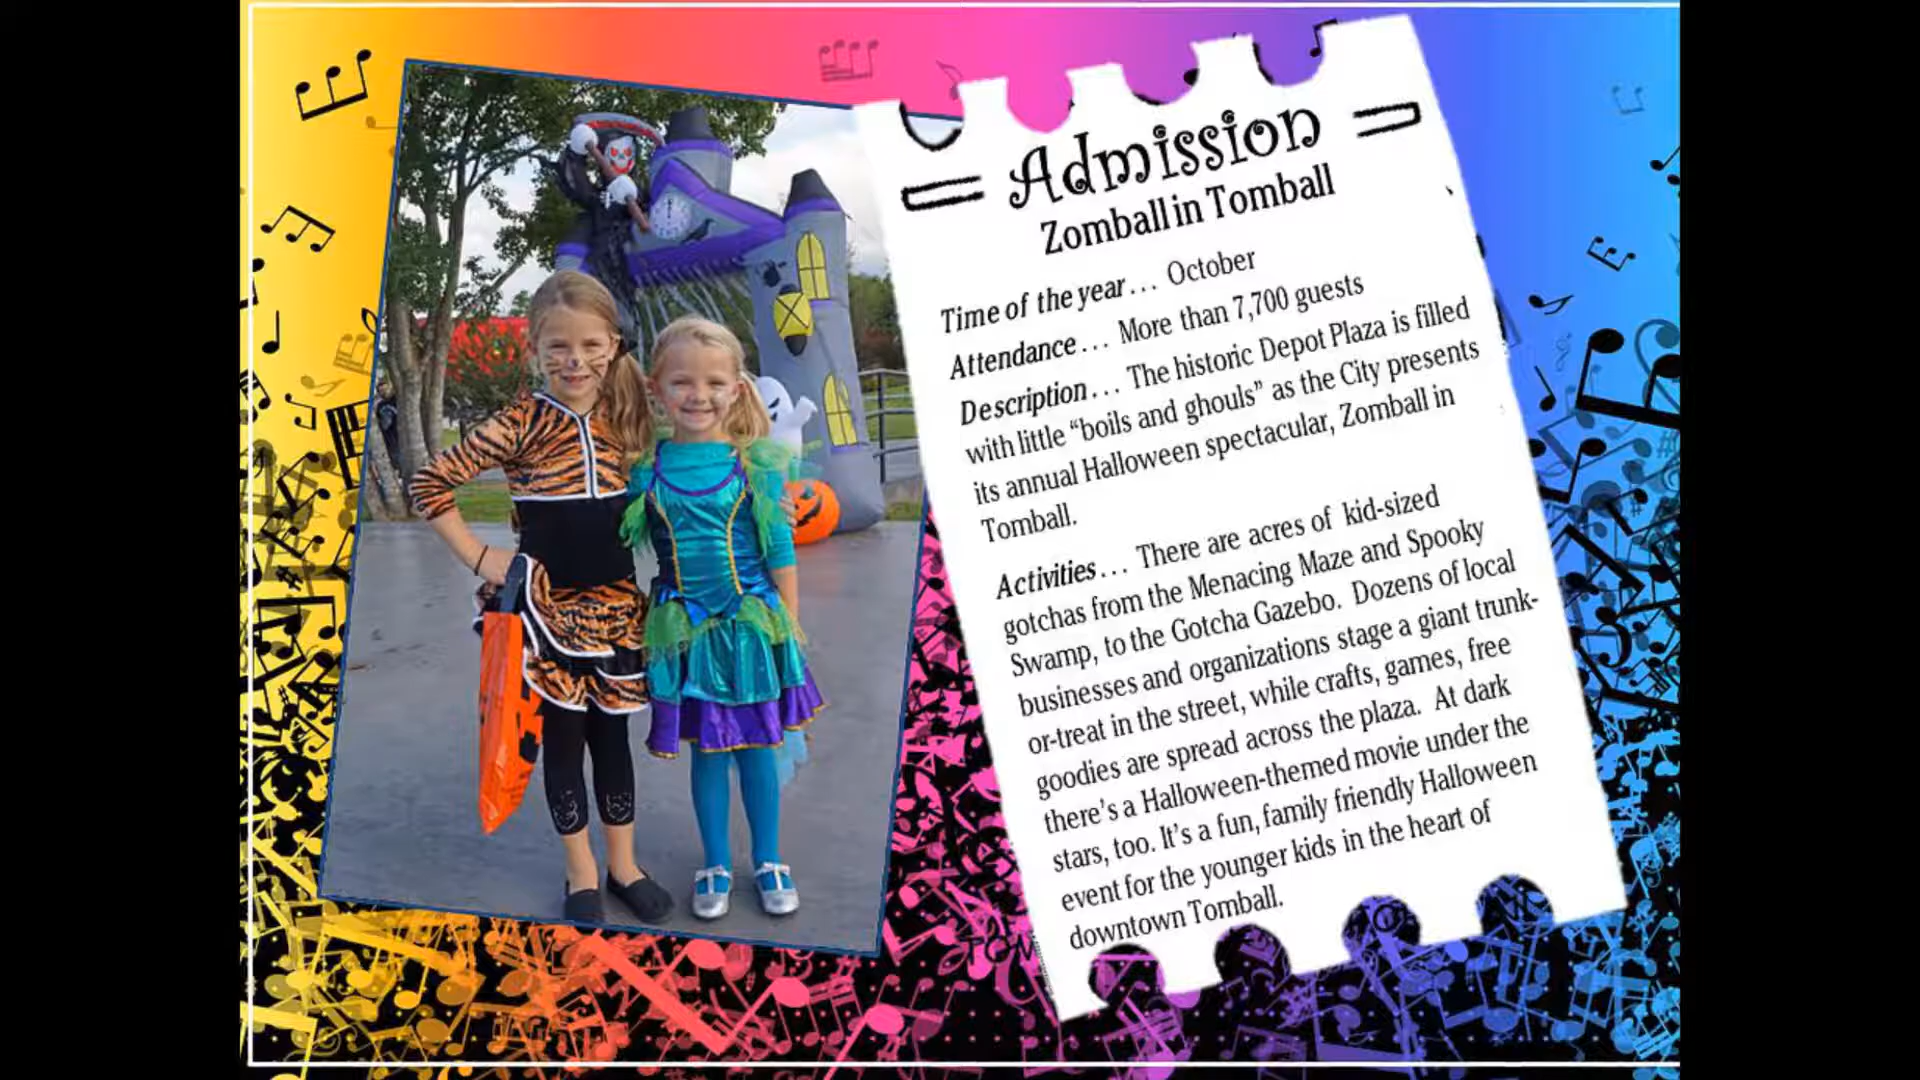 Admission
Zomball in Tomball
Time of the year... October
Attendance... More than 7,700 guests
Description... The historic Depot Plaza is filled
with little “boils and ghouls” as the City presents
its annual Halloween spectacular, Zomball in
Tomball.
Activities... There are acres of kid-sized
gotchas from the Menacing Maze and Spooky
Swamp, to the Gotcha Gazebo. Dozens of local
businesses and organizations stage a giant trunk-
or-treat in the street, while crafts, games, free
goodies are spread across the plaza. At dark
there’s a Halloween-themed movie under the
stars, too. It’s a fun, family friendly Halloween
event for the younger kids in the heart of
downtown Tomball.
TOM